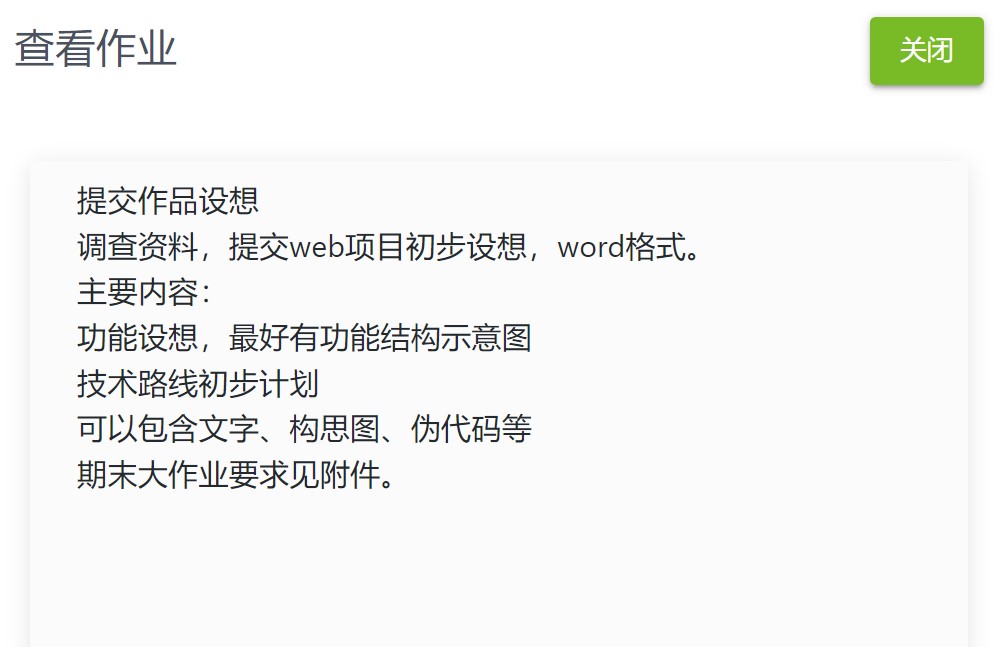 查看作业
关闭
提交作品设想
调查资料，提交web项目初步设想，word格式。
主要内容：
功能设想，最好有功能结构示意图
技术路线初步计划
可以包含文字、构思图、伪代码等
期末大作业要求见附件。